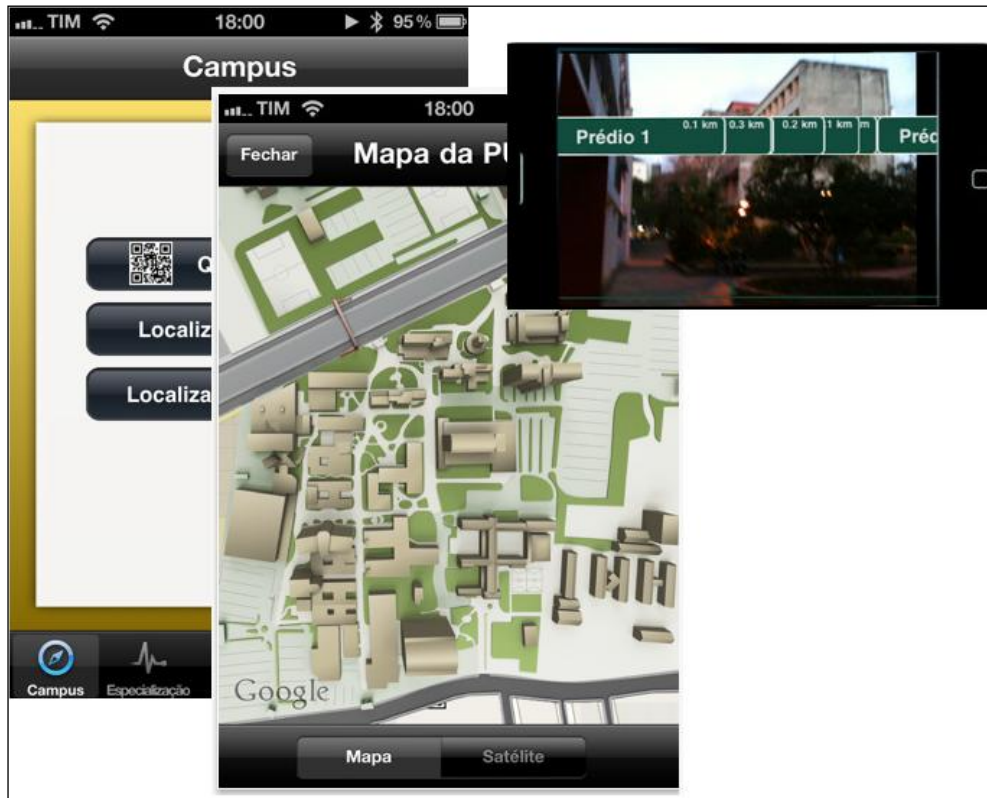 TIM 18:00 95%
Campus
Q
Localiz
Localiza
Campus Especialização
TIM 18:00
Fechar Mapa da PU
Google
Mapa Satélite
Prédio 1 0.1 km 0.3 km 0.2 km 1 km m Préd